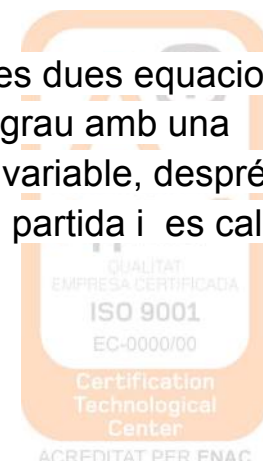 es dues equacio
grau amb una
variable, despré
partida i es cal
QUALITAT
EMPRESA CERTIFICADA
ISO 9001
EC-0000/00
Certification
Technological
Center
ACREDITAT PER ENAC